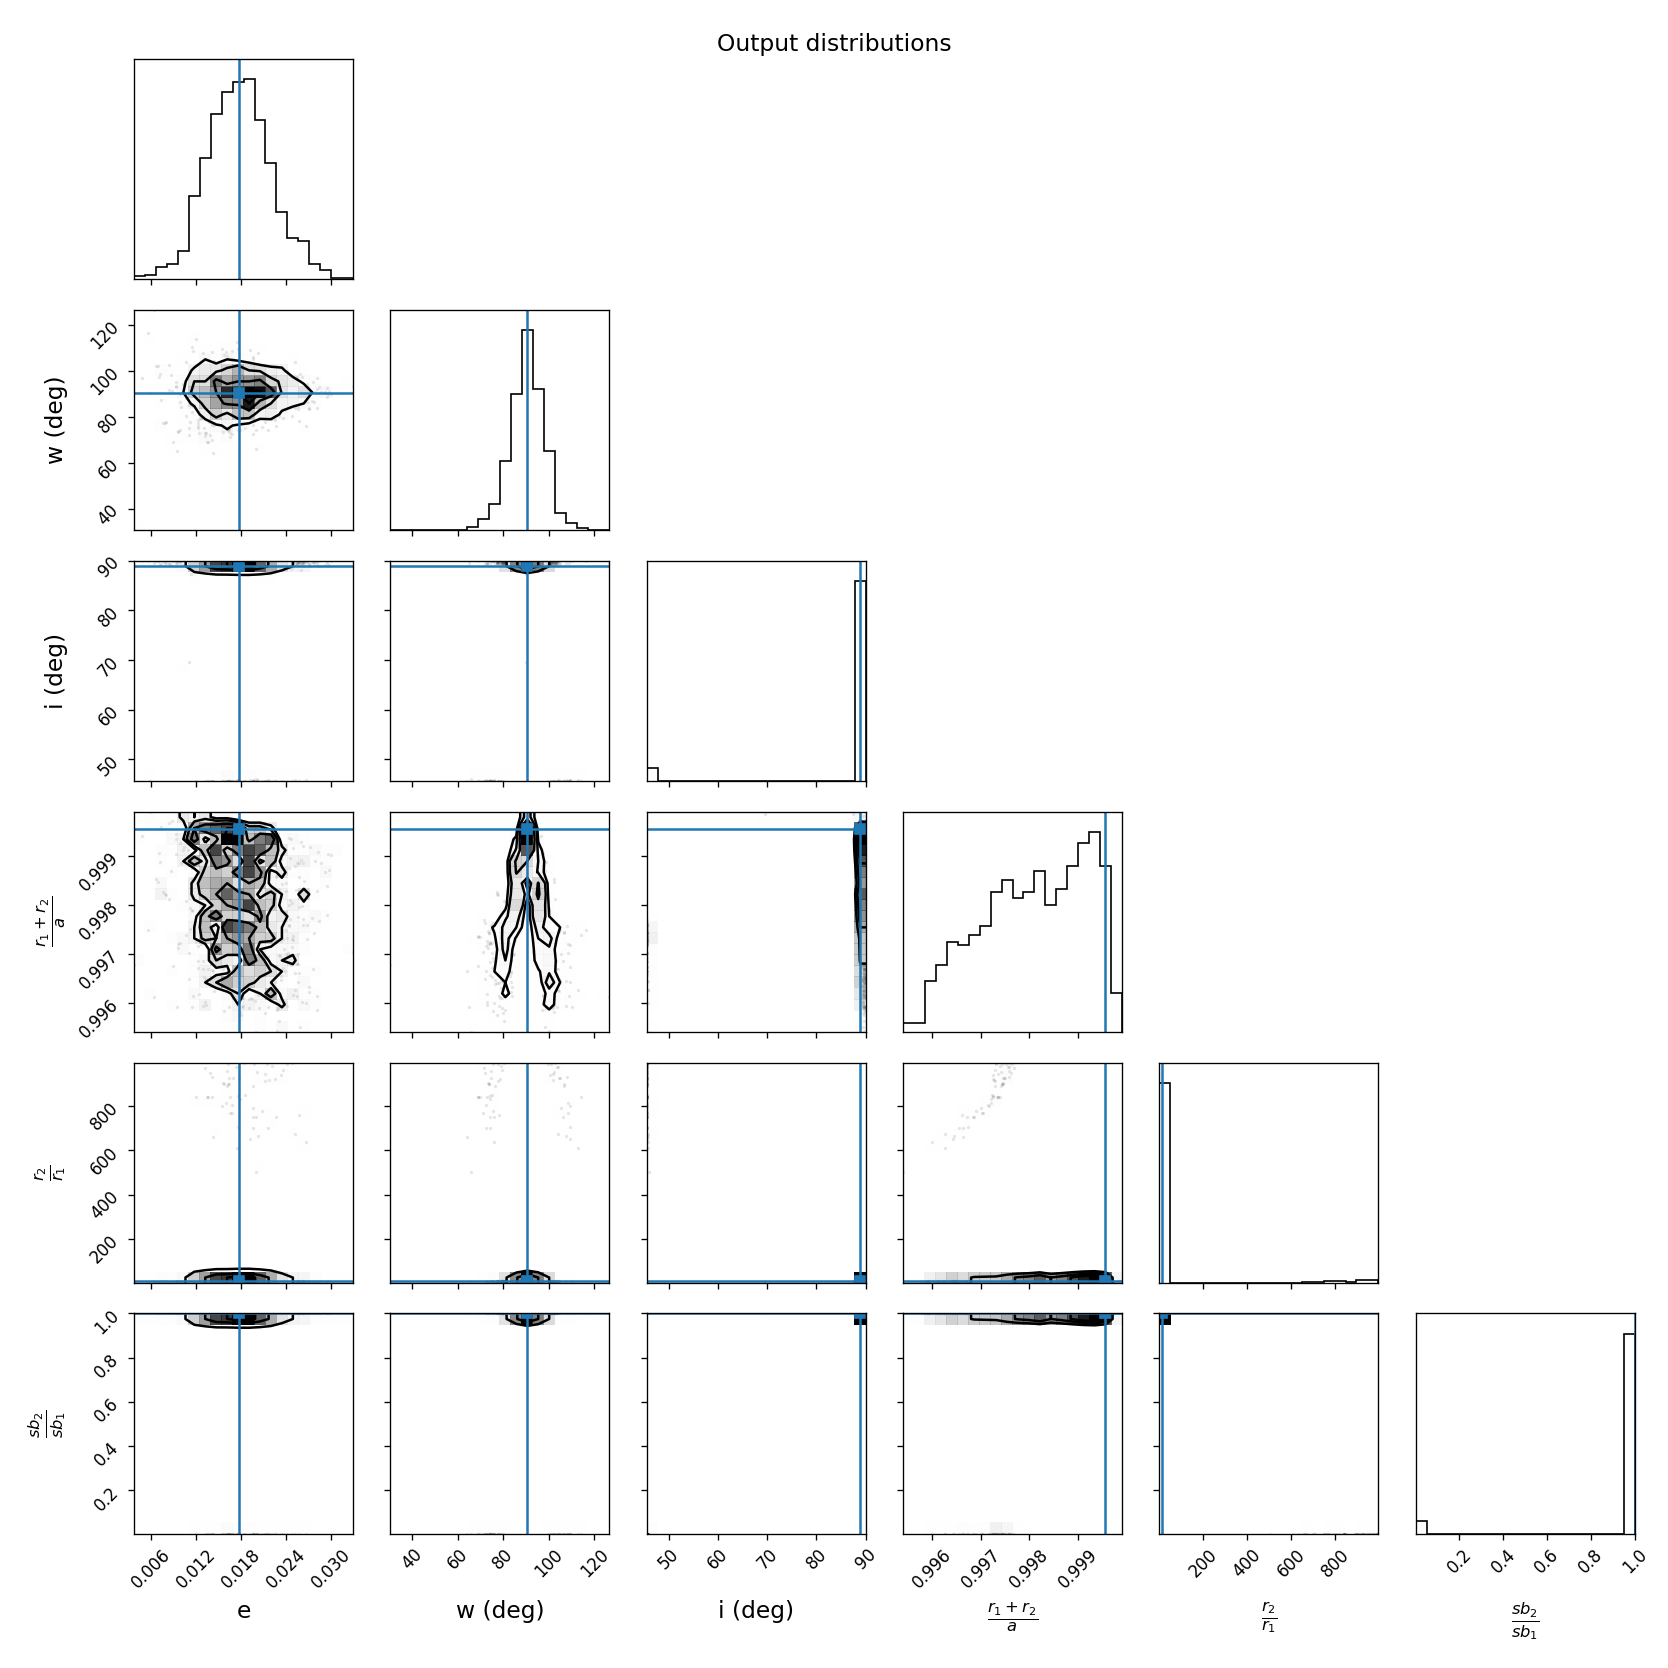 Output distributions
120
100
80
60
40
w (deg)
90
80
70
60
50
i (deg)
0.999
0.998
0.997
0.996
r₁ + r₂
a
800
600
400
200
r₂
r₁
1.0
0.8
0.6
0.4
0.2
sb₂
sb₁
0.006 0.012 0.018 0.024 0.030 40 60 80 100 120 50 60 70 80 90 0.996 0.997 0.998 0.999 200 400 600 800 0.2 0.4 0.6 0.8 1.0
e w (deg) i (deg)
r₁ + r₂
a
r₂
r₁
sb₂
sb₁